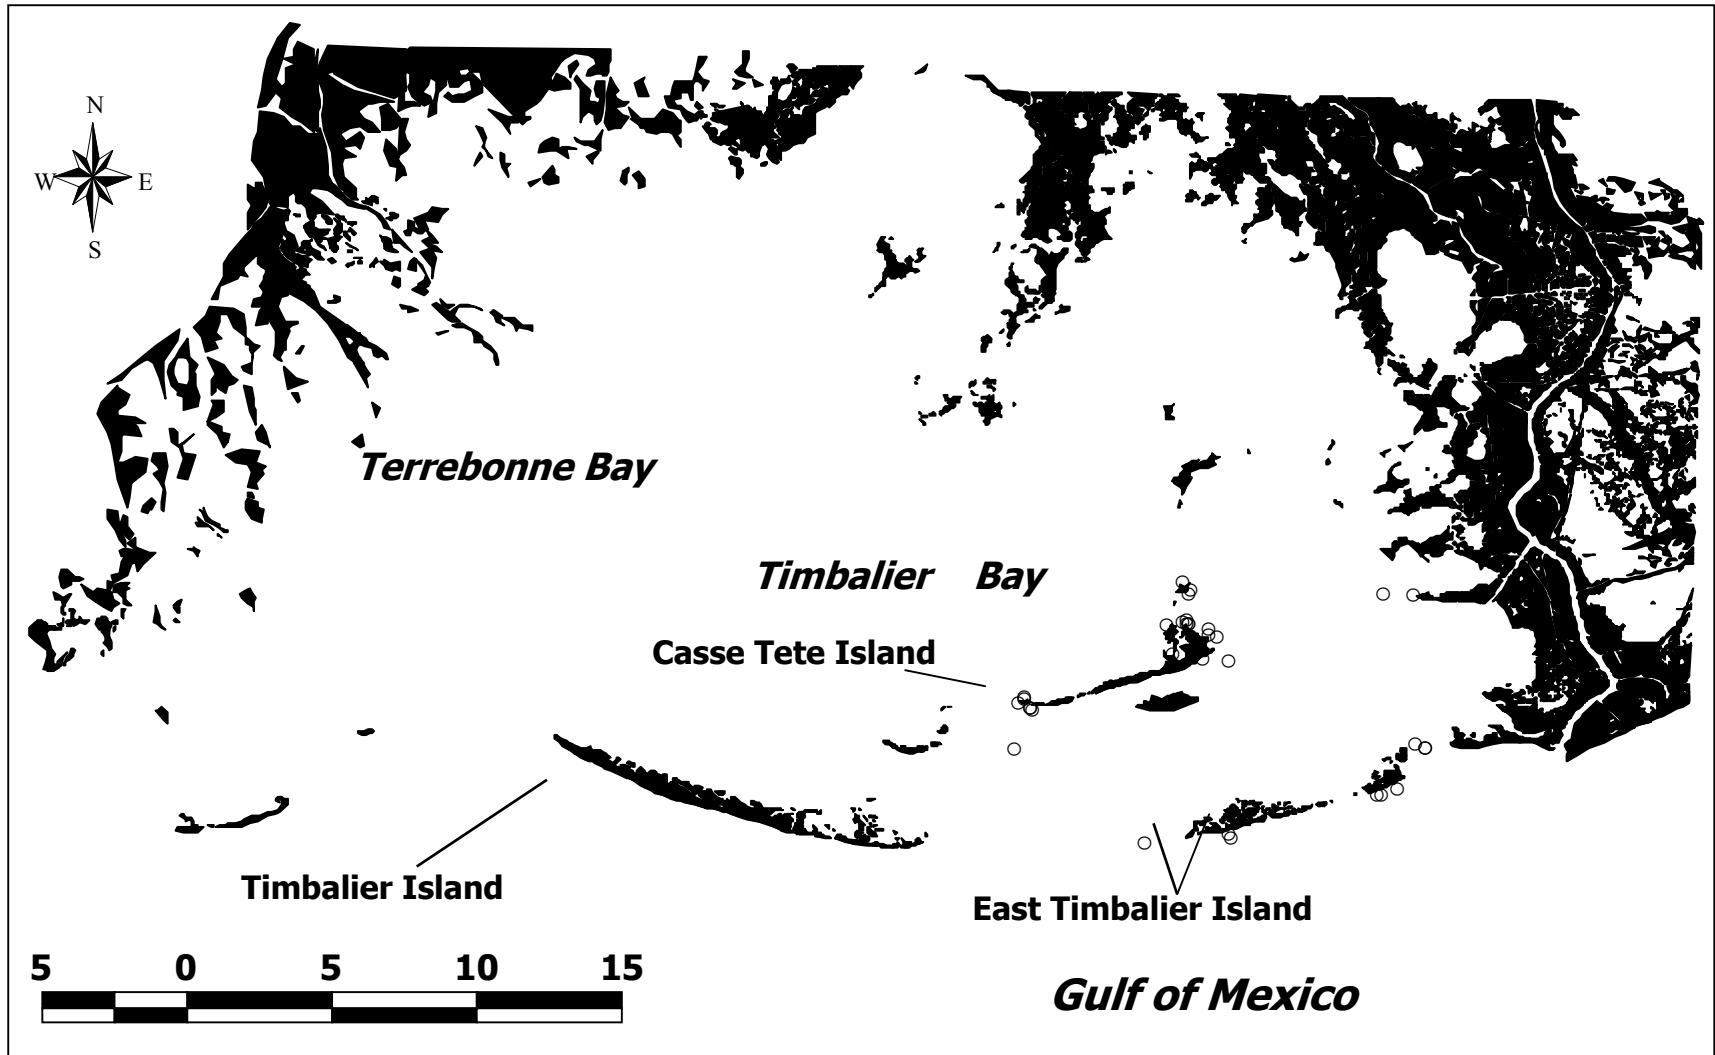 N
W E
S
Terrebonne Bay
Timbalier Bay
Casse Tete Island
Timbalier Island
East Timbalier Island
5 0 5 10 15
Gulf of Mexico